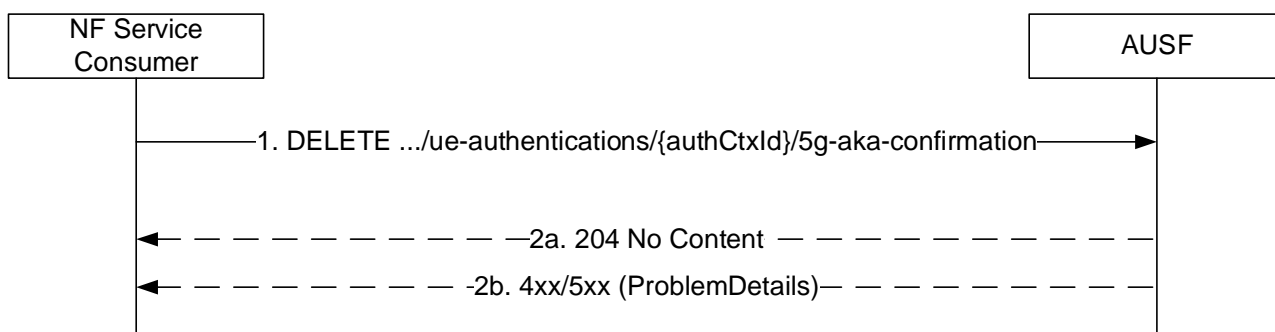 NF Service
Consumer
AUSF
1. DELETE .../ue-authentications/{authCtxId}/5g-aka-confirmation
2a. 204 No Content
2b. 4xx/5xx (ProblemDetails)